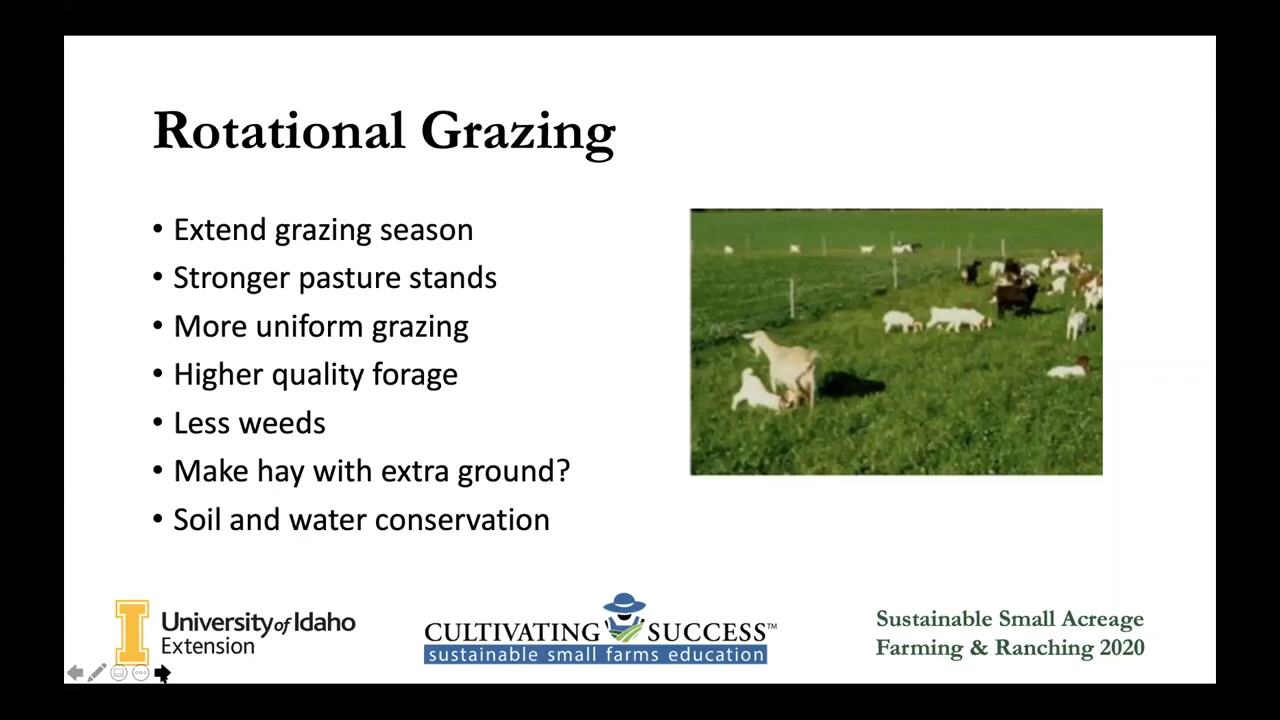 Rotational Grazing
• Extend grazing season
• Stronger pasture stands
• More uniform grazing
• Higher quality forage
• Less weeds
• Make hay with extra ground?
• Soil and water conservation
I
University of Idaho
Extension
CULTIVATING SUCCESS™
sustainable small farms education
Sustainable Small Acreage
Farming & Ranching 2020